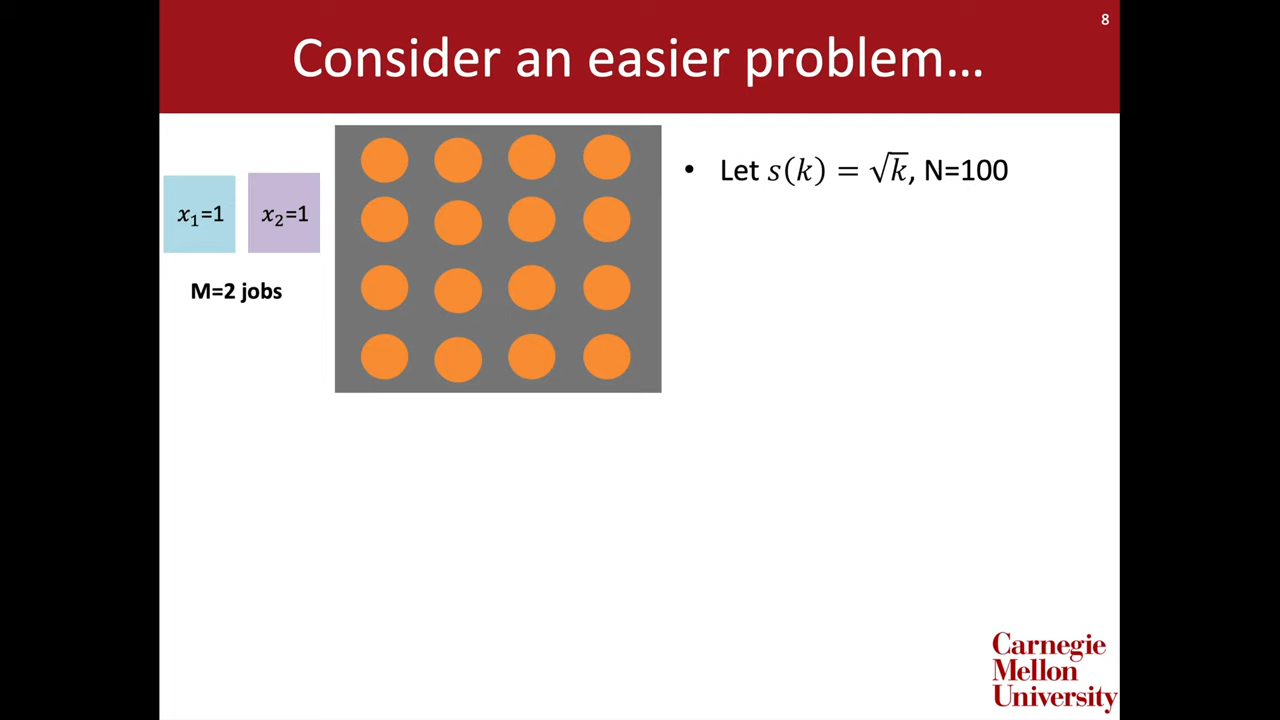 8
Consider an easier problem…
x₁=1 x₂=1
M=2 jobs
• Let s(k) = √k, N=100
Carnegie
Mellon
University